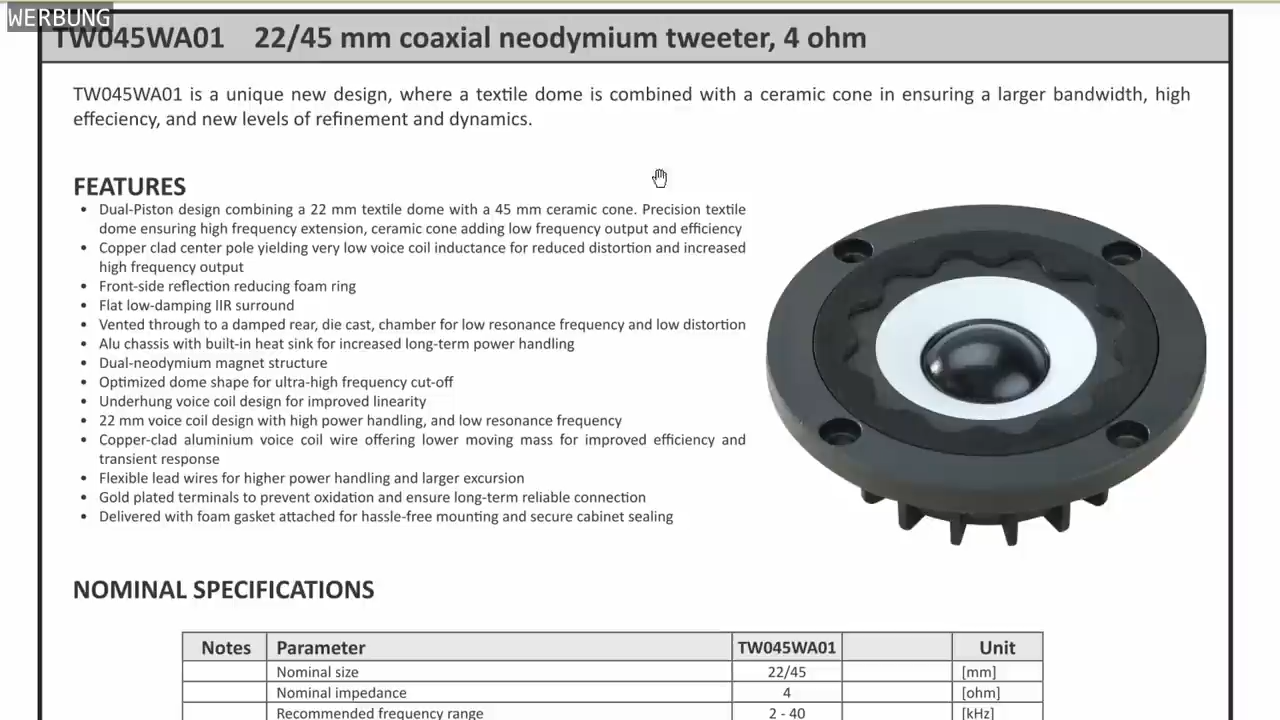 WERBUNG
TW045WA01 22/45 mm coaxial neodymium tweeter, 4 ohm
TW045WA01 is a unique new design, where a textile dome is combined with a ceramic cone in ensuring a larger bandwidth, high
effeciency, and new levels of refinement and dynamics.
FEATURES
• Dual-Piston design combining a 22 mm textile dome with a 45 mm ceramic cone. Precision textile
dome ensuring high frequency extension, ceramic cone adding low frequency output and efficiency
• Copper clad center pole yielding very low voice coil inductance for reduced distortion and increased
high frequency output
• Front-side reflection reducing foam ring
• Flat low-damping IIR surround
• Vented through to a damped rear, die cast, chamber for low resonance frequency and low distortion
• Alu chassis with built-in heat sink for increased long-term power handling
• Dual-neodymium magnet structure
• Optimized dome shape for ultra-high frequency cut-off
• Underhung voice coil design for improved linearity
• 22 mm voice coil design with high power handling, and low resonance frequency
• Copper-clad aluminium voice coil wire offering lower moving mass for improved efficiency and
transient response
• Flexible lead wires for higher power handling and larger excursion
• Gold plated terminals to prevent oxidation and ensure long-term reliable connection
• Delivered with foam gasket attached for hassle-free mounting and secure cabinet sealing
NOMINAL SPECIFICATIONS
Notes Parameter TW045WA01 Unit
Nominal size 22/45 [mm]
Nominal impedance 4 [ohm]
Recommended frequency range 2 - 40 [kHz]